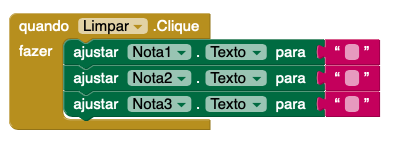 quando Limpar .Clique
fazer ajustar Nota1 . Texto para “ ”
ajustar Nota2 . Texto para “ ”
ajustar Nota3 . Texto para “ ”